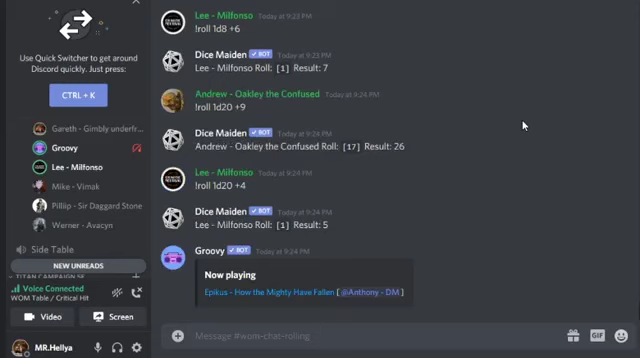 Use Quick Switcher to get around
Discord quickly. Just press:
CTRL + K
Gareth - Gimbly underfr...
Groovy
Lee - Milfonso
Mike - Vimak
Pilliip - Sir Daggard Stone
Werner - Avacyn
Side Table
NEW UNREADS
Voice Connected
WOM Table / Critical Hit
Video
Screen
MR.Hellya
Lee - Milfonso Today at 9:23 PM
!roll 1d8 +6
Dice Maiden BOT Today at 9:23 PM
Lee - Milfonso Roll: [1] Result: 7
Andrew - Oakley the Confused Today at 9:24 PM
!roll 1d20 +9
Dice Maiden BOT Today at 9:24 PM
Andrew - Oakley the Confused Roll: [17] Result: 26
Lee - Milfonso Today at 9:24 PM
!roll 1d20 +4
Dice Maiden BOT Today at 9:24 PM
Lee - Milfonso Roll: [1] Result: 5
Groovy BOT Today at 9:24 PM
Now playing
Epikus - How the Mighty Have Fallen [@Anthony - DM]
Message #wom-chat-rolling
GIF